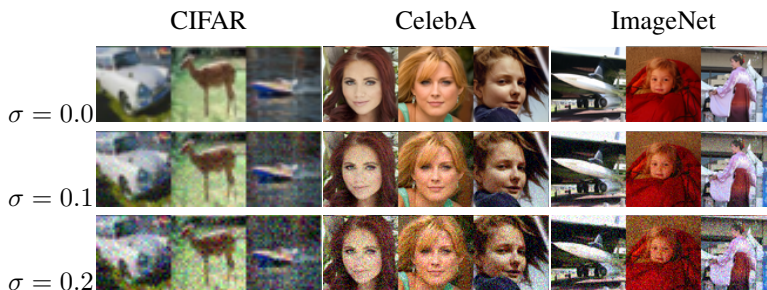 CIFAR CelebA ImageNet
σ = 0.0
σ = 0.1
σ = 0.2